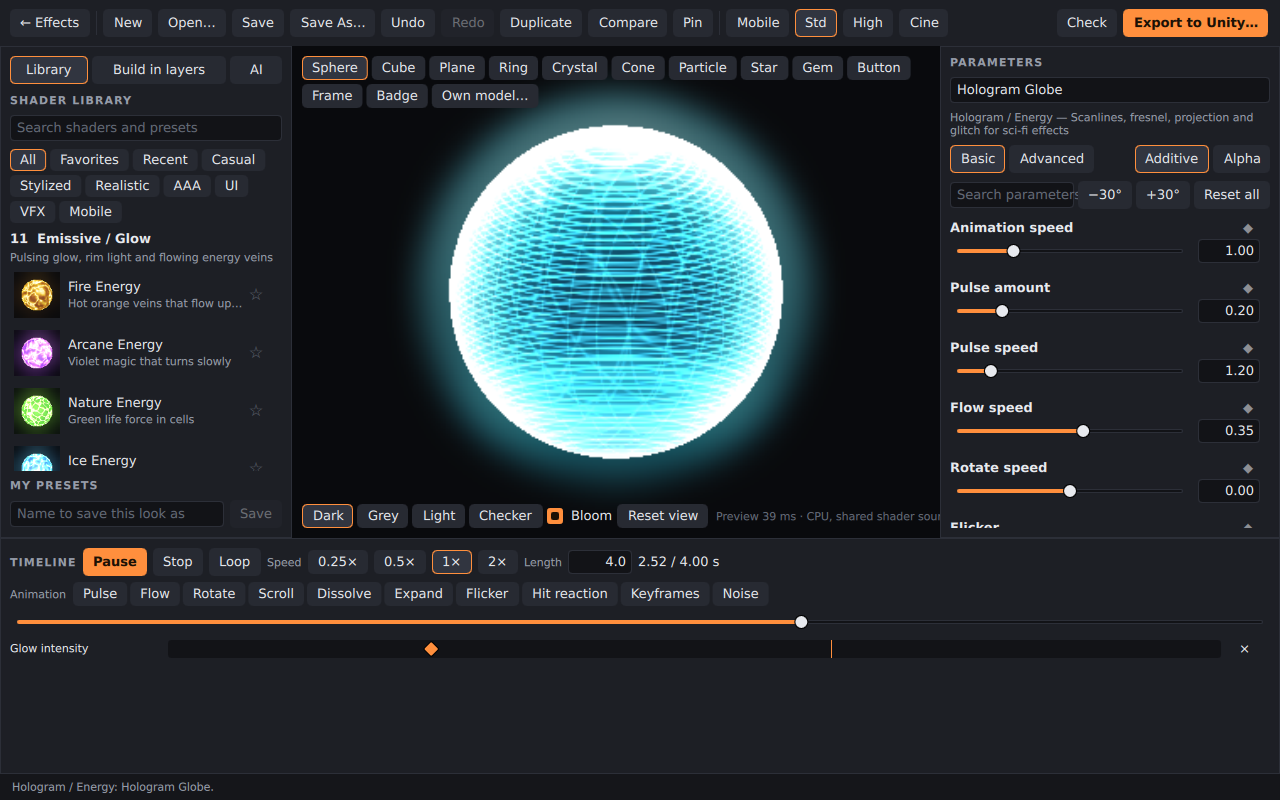 ← Effects New Open... Save Save As... Undo Redo Duplicate Compare Pin Mobile Std High Cine Check Export to Unity...
Library Build in layers AI
SHADER LIBRARY
Search shaders and presets
All Favorites Recent Casual
Stylized Realistic AAA UI
VFX Mobile
11 Emissive / Glow
Pulsing glow, rim light and flowing energy veins
Fire Energy
Hot orange veins that flow up...
Arcane Energy
Violet magic that turns slowly
Nature Energy
Green life force in cells
Ice Energy
MY PRESETS
Name to save this look as Save
Sphere Cube Plane Ring Crystal Cone Particle Star Gem Button
Frame Badge Own model...
Dark Grey Light Checker Bloom Reset view Preview 39 ms · CPU, shared shader
PARAMETERS
Hologram Globe
Hologram / Energy — Scanlines, fresnel, projection and
glitch for sci-fi effects
Basic Advanced Additive Alpha
Search parameters −30° +30° Reset all
Animation speed
1.00
Pulse amount
0.20
Pulse speed
1.20
Flow speed
0.35
Rotate speed
0.00
Flicker
TIMELINE Pause Stop Loop Speed 0.25× 0.5× 1× 2× Length 4.0 2.52 / 4.00 s
Animation Pulse Flow Rotate Scroll Dissolve Expand Flicker Hit reaction Keyframes Noise
Glow intensity ×
Hologram / Energy: Hologram Globe.